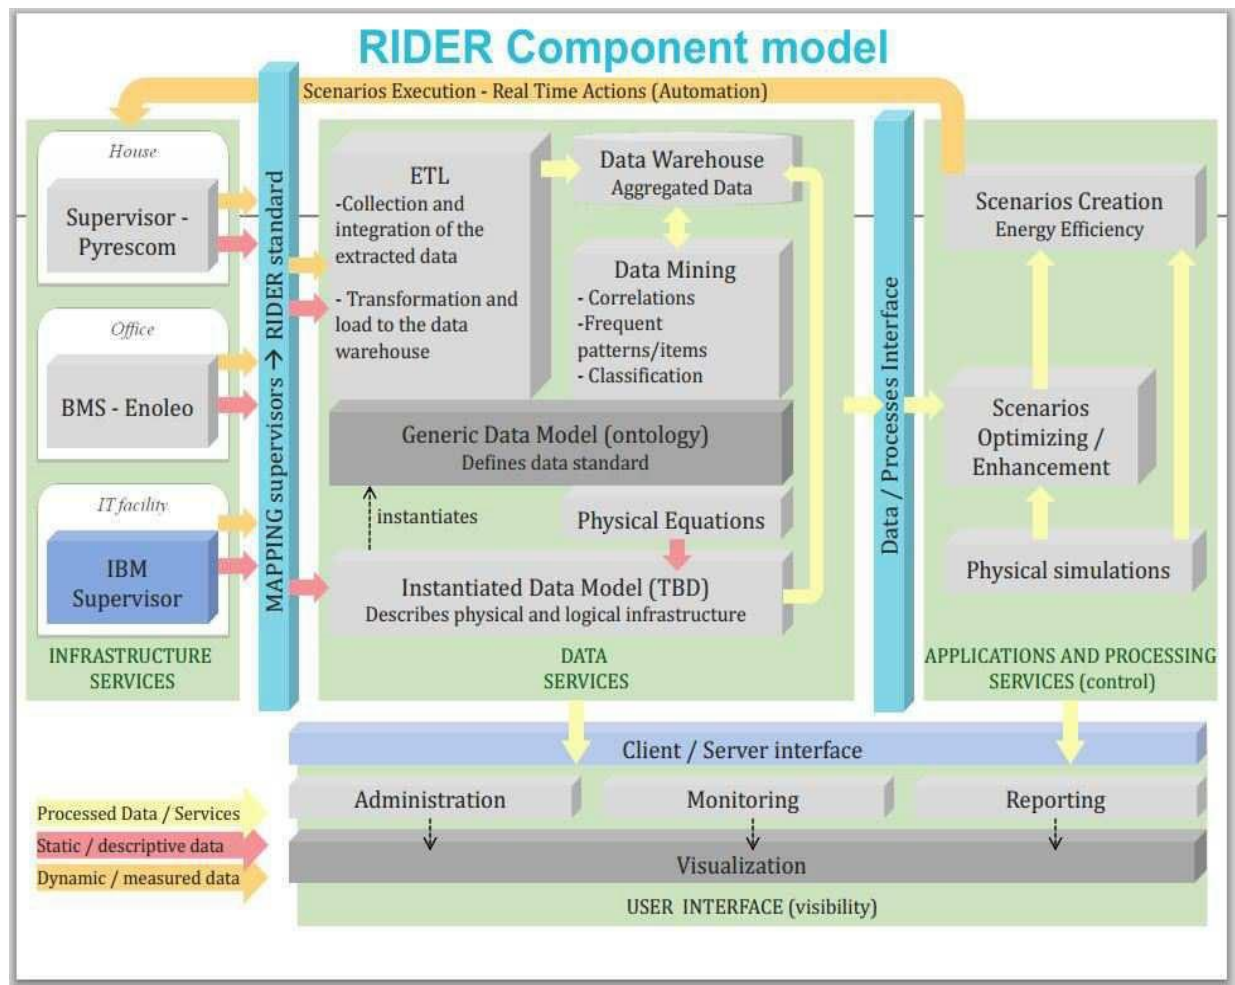 RIDER Component model
Scenarios Execution - Real Time Actions (Automation)
House
Supervisor -
Pyrescom
Office
BMS - Enoleo
IT facility
IBM
Supervisor
INFRASTRUCTURE
SERVICES
MAPPING supervisors → RIDER standard
ETL
-Collection and
integration of the
extracted data
- Transformation and
load to the data
warehouse
Data Warehouse
Aggregated Data
Data Mining
- Correlations
-Frequent
patterns/items
- Classification
Generic Data Model (ontology)
Defines data standard
instantiates
Physical Equations
Instantiated Data Model (TBD)
Describes physical and logical infrastructure
DATA
SERVICES
Data / Processes Interface
Scenarios Creation
Energy Efficiency
Scenarios
Optimizing /
Enhancement
Physical simulations
APPLICATIONS AND PROCESSING
SERVICES (control)
Client / Server interface
Administration
Monitoring
Reporting
Visualization
USER INTERFACE (visibility)
Processed Data / Services
Static / descriptive data
Dynamic / measured data